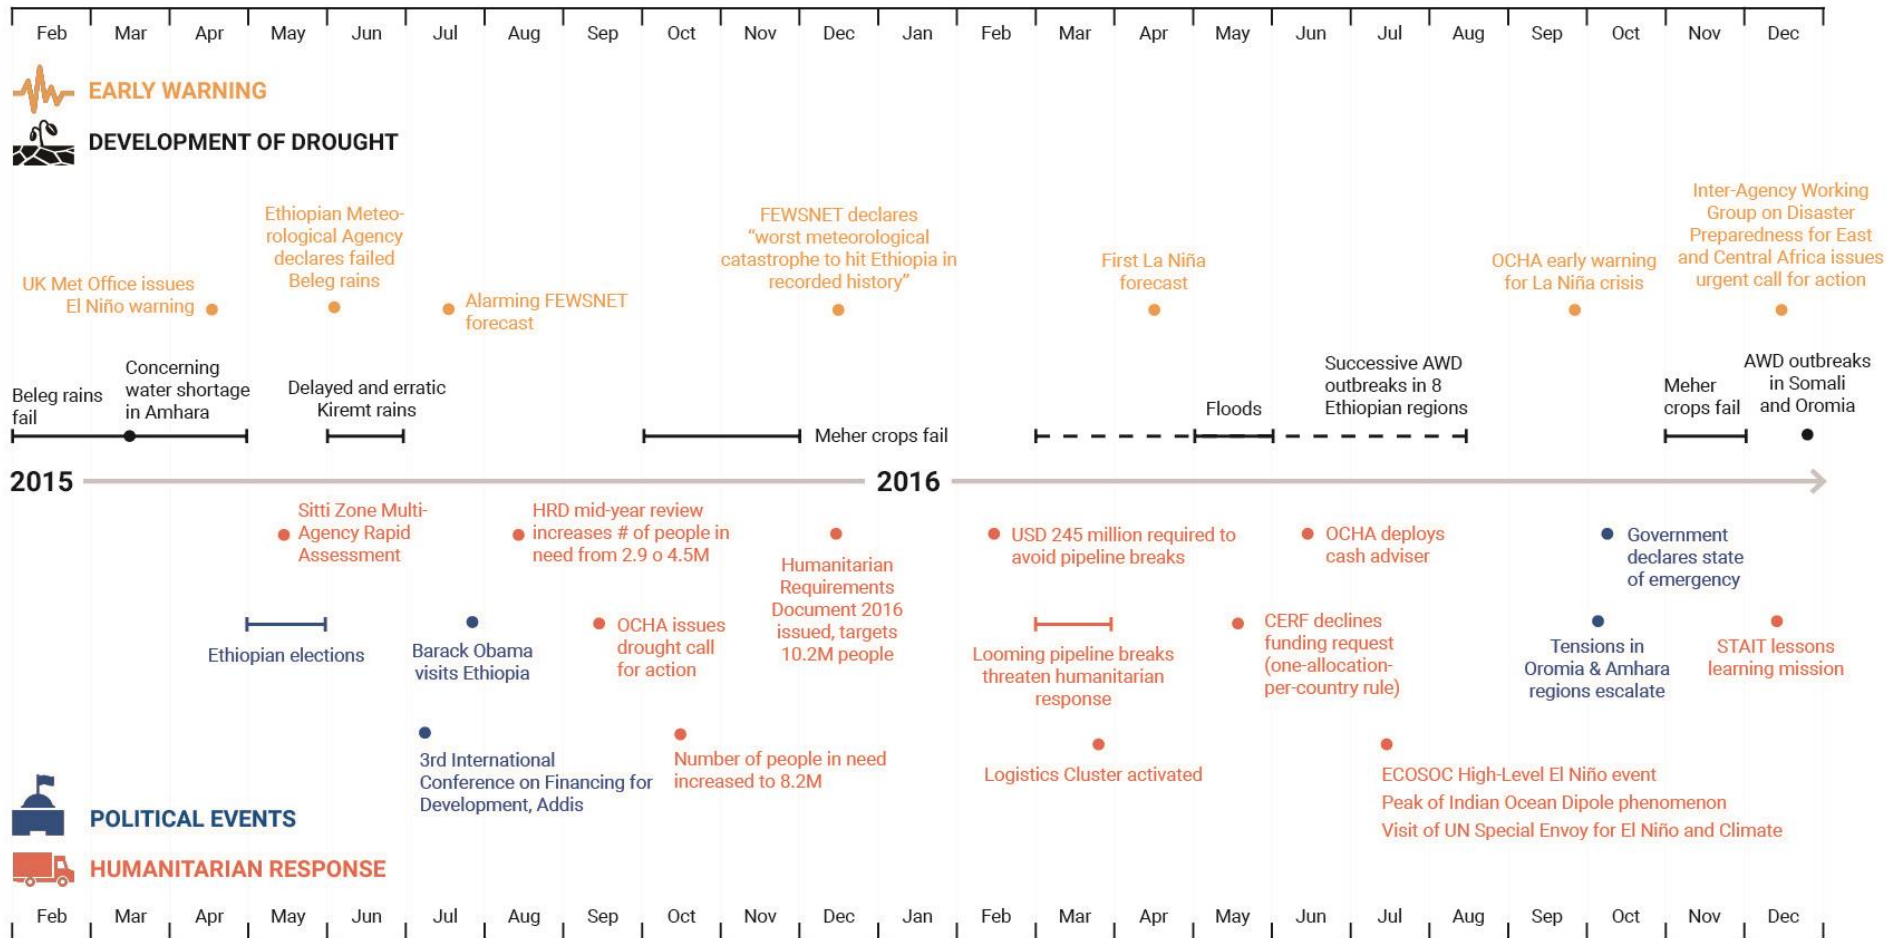 Feb Mar Apr May Jun Jul Aug Sep Oct Nov Dec Jan Feb Mar Apr May Jun Jul Aug Sep Oct Nov Dec
EARLY WARNING
DEVELOPMENT OF DROUGHT
UK Met Office issues
El Niño warning
Ethiopian Meteo-
rological Agency
declares failed
Beleg rains
Alarming FEWSNET
forecast
FEWSNET declares
“worst meteorological
catastrophe to hit Ethiopia in
recorded history”
First La Niña
forecast
OCHA early warning
for La Niña crisis
Inter-Agency Working
Group on Disaster
Preparedness for East
and Central Africa issues
urgent call for action
Beleg rains
fail
Concerning
water shortage
in Amhara
Delayed and erratic
Kiremt rains
Meher crops fail
Floods
Successive AWD
outbreaks in 8
Ethiopian regions
Meher
crops fail
AWD outbreaks
in Somali
and Oromia
2015
2016
Sitti Zone Multi-
Agency Rapid
Assessment
HRD mid-year review
increases # of people in
need from 2.9 o 4.5M
Humanitarian
Requirements
Document 2016
issued, targets
10.2M people
USD 245 million required to
avoid pipeline breaks
OCHA deploys
cash adviser
Government
declares state
of emergency
Ethiopian elections
Barack Obama
visits Ethiopia
OCHA issues
drought call
for action
Looming pipeline breaks
threaten humanitarian
response
CERF declines
funding request
(one-allocation-
per-country rule)
Tensions in
Oromia & Amhara
regions escalate
STAIT lessons
learning mission
3rd International
Conference on Financing for
Development, Addis
Number of people in need
increased to 8.2M
Logistics Cluster activated
ECOSOC High-Level El Niño event
Peak of Indian Ocean Dipole phenomenon
Visit of UN Special Envoy for El Niño and Climate
POLITICAL EVENTS
HUMANITARIAN RESPONSE
Feb Mar Apr May Jun Jul Aug Sep Oct Nov Dec Jan Feb Mar Apr May Jun Jul Aug Sep Oct Nov Dec